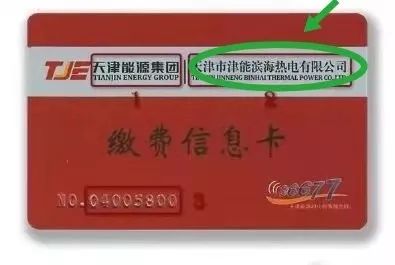 TJE 天津能源集团 天津市津能滨海热电有限公司
TIANJIN ENERGY GROUP TIANJIN JINNENG BINHAI THERMAL POWER CO.,LTD.
1 2
缴费信息卡
NO.04005800 3
66677